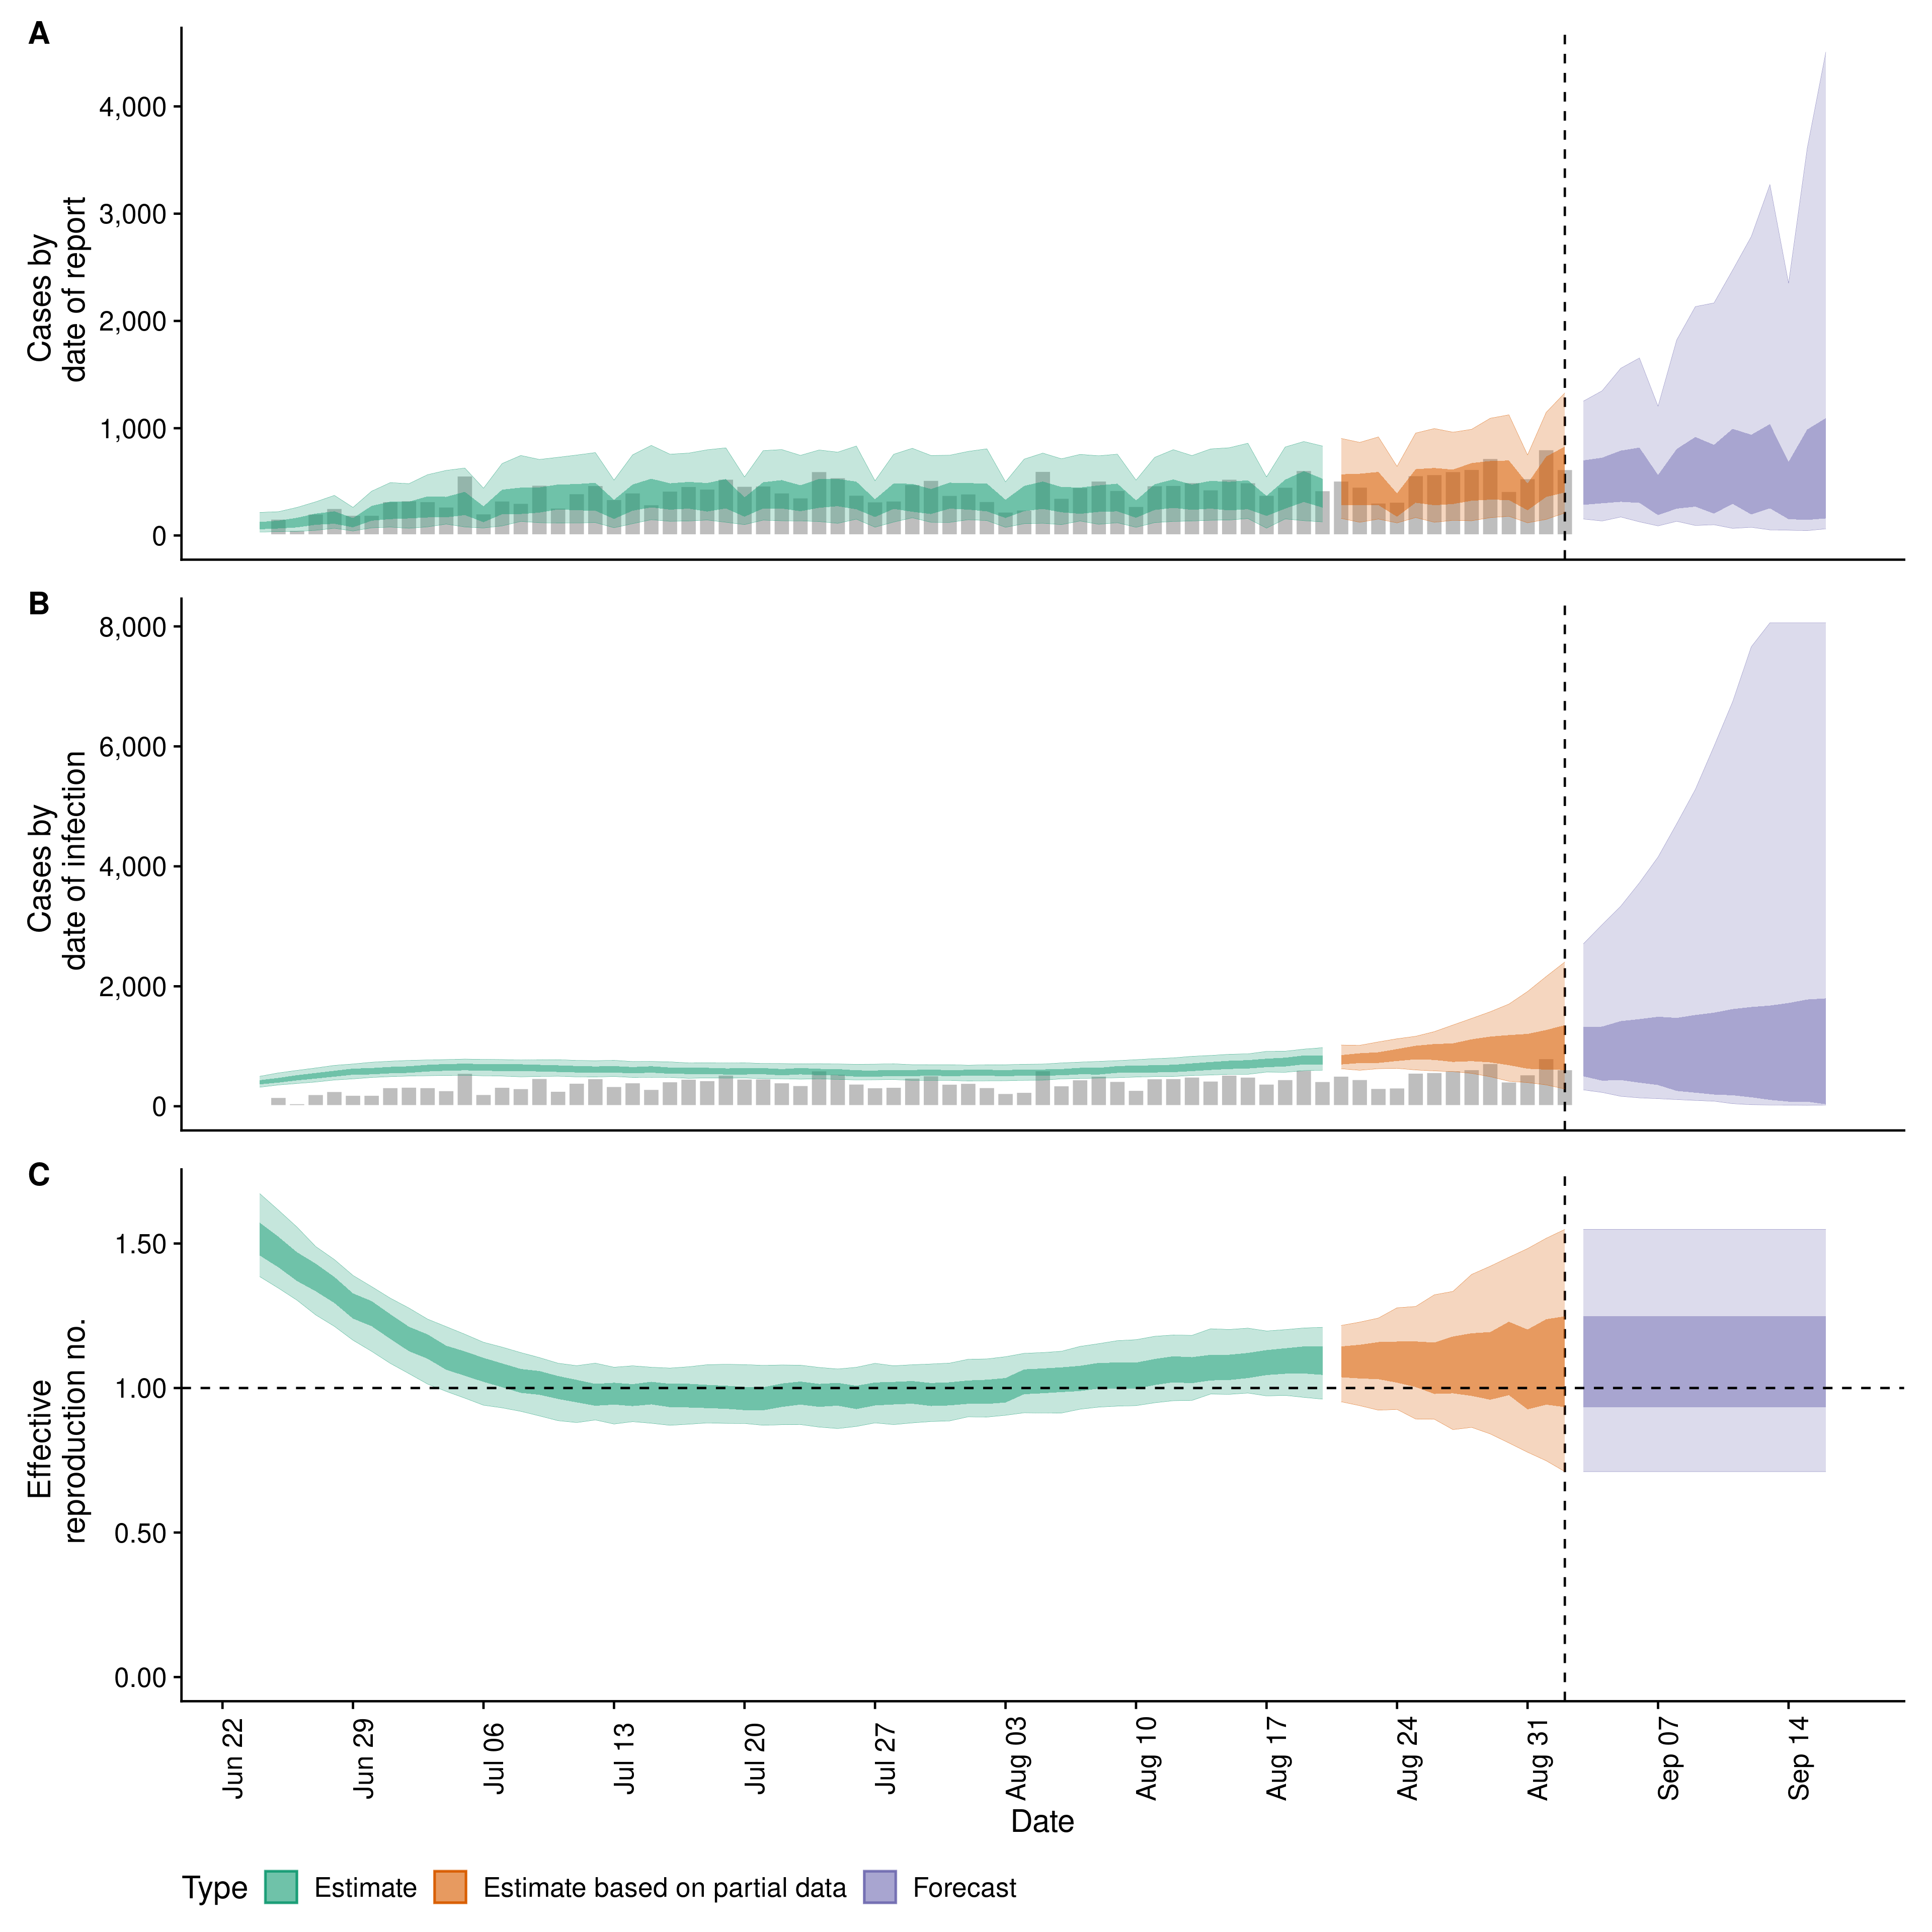 A
Cases by
date of report
4,000
3,000
2,000
1,000
0
B
Cases by
date of infection
8,000
6,000
4,000
2,000
0
C
Effective
reproduction no.
1.50
1.00
0.50
0.00
Jun 22
Jun 29
Jul 06
Jul 13
Jul 20
Jul 27
Aug 03
Aug 10
Aug 17
Aug 24
Aug 31
Sep 07
Sep 14
Date
Type Estimate Estimate based on partial data Forecast